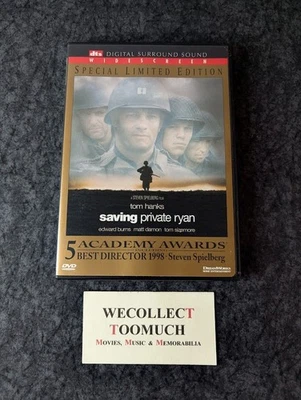 dts DIGITAL SURROUND SOUND
WIDESCREEN
SPECIAL LIMITED EDITION
tom hanks
saving private ryan
edward burns matt damon tom sizemore
5 ACADEMY AWARDS
BEST DIRECTOR 1998 - Steven Spielberg
DVD
DREAMWORKS
WECOLLECT
TOOMUCH
MOVIES, MUSIC & MEMORABILIA